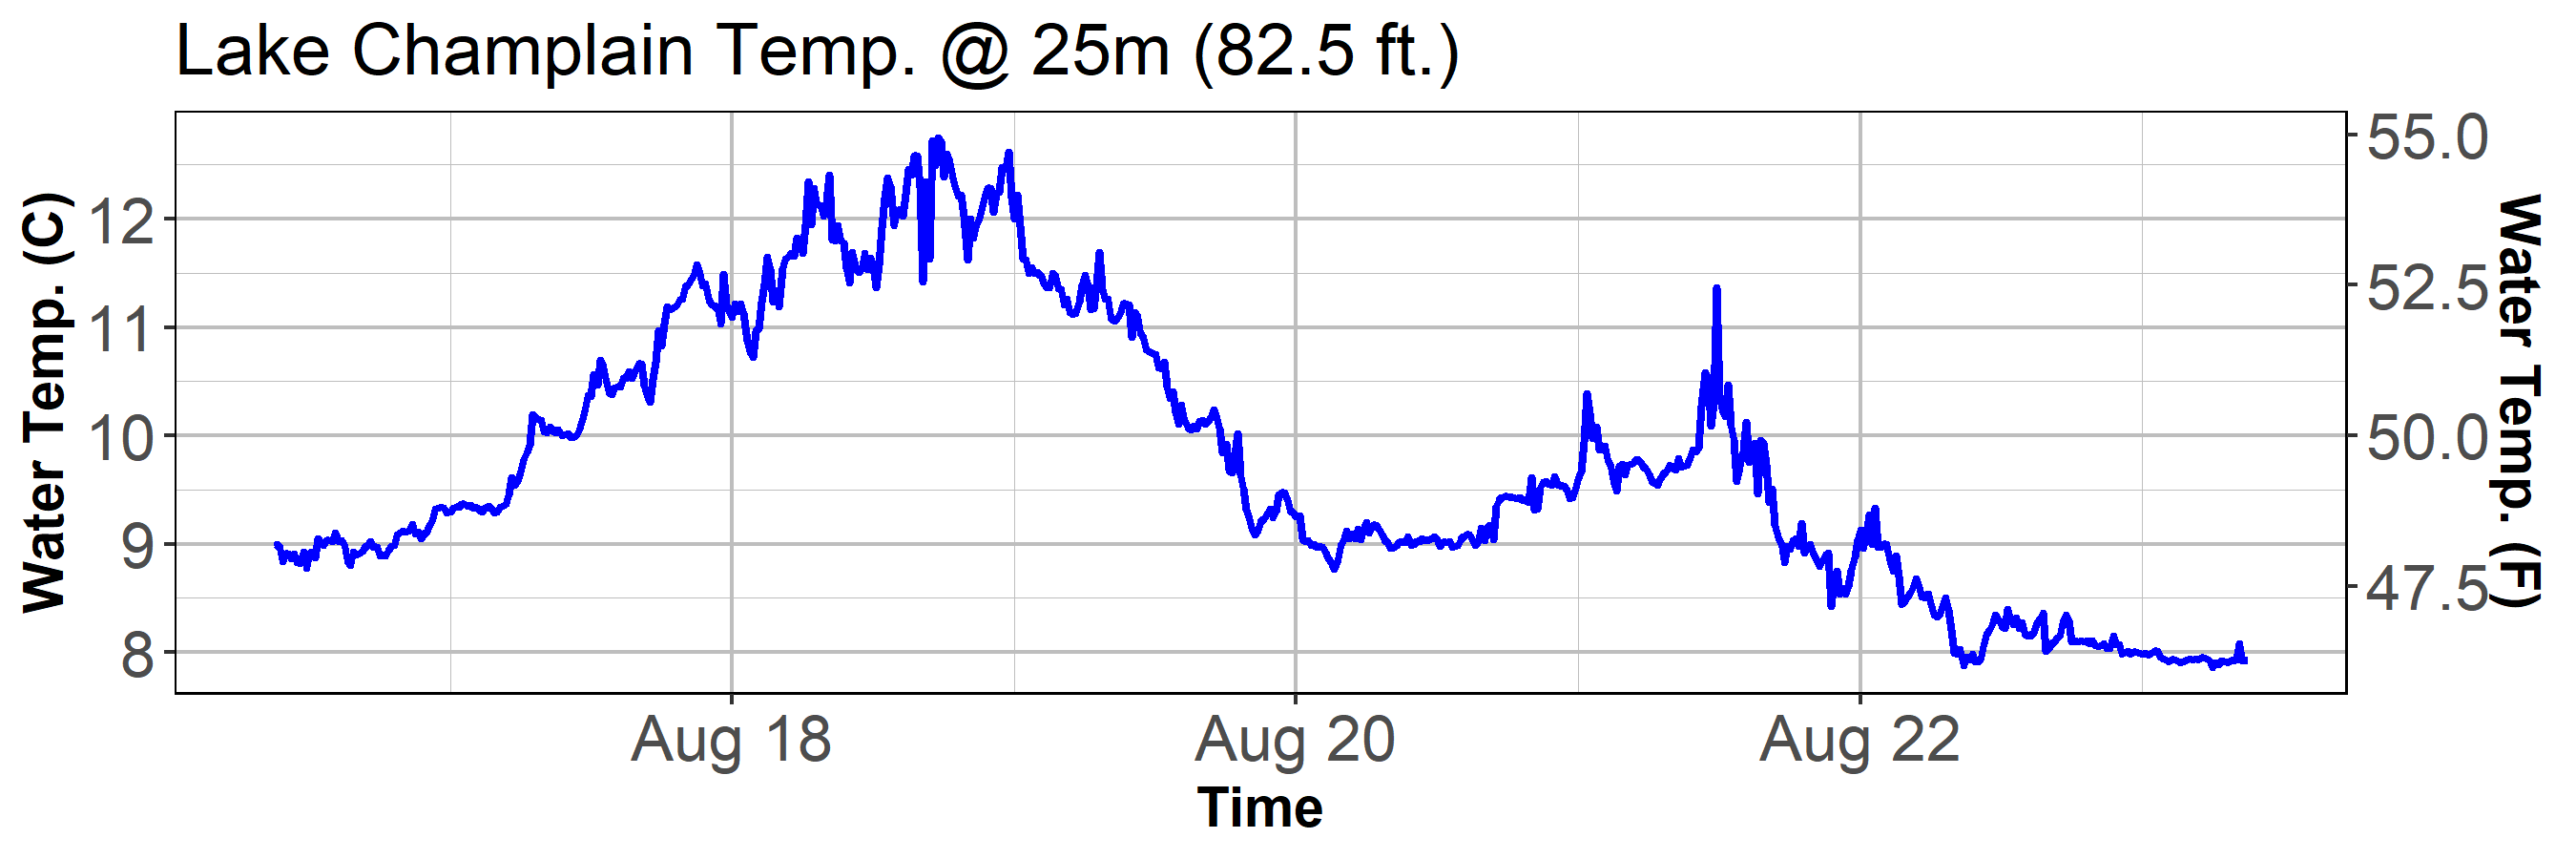 Lake Champlain Temp. @ 25m (82.5 ft.)
Water Temp. (C)
12
11
10
9
8
55.0
52.5
50.0
47.5
Water Temp. (F)
Aug 18 Aug 20 Aug 22
Time